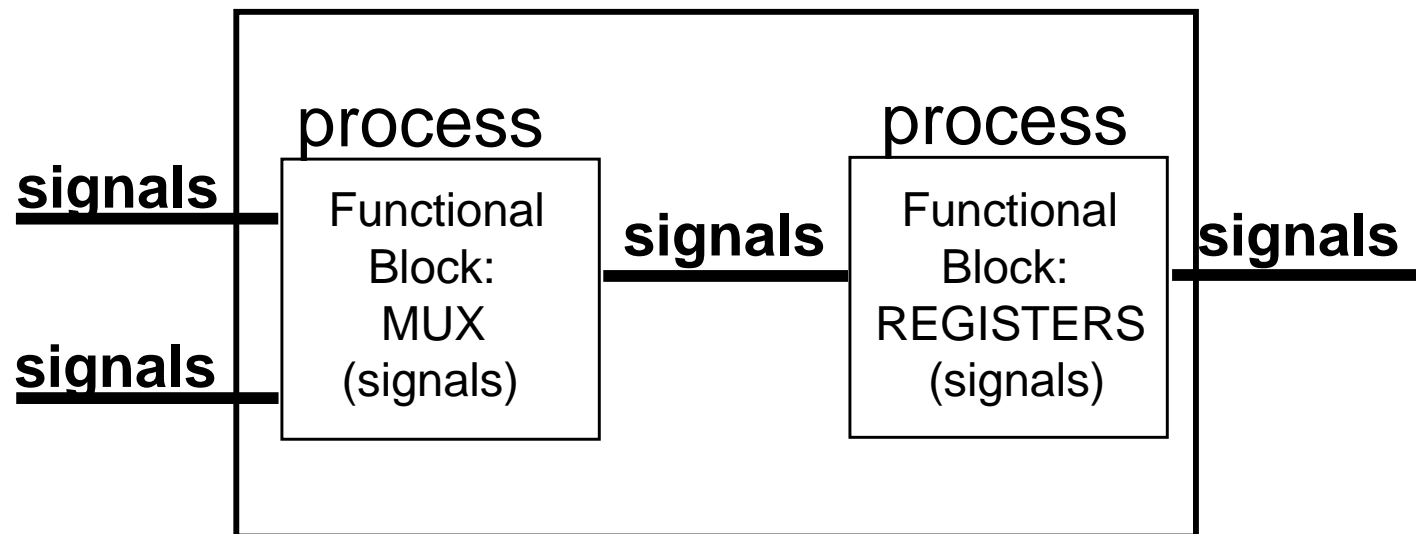 process
process
signals
signals
Functional
Block:
MUX
(signals)
signals
Functional
Block:
REGISTERS
(signals)
signals